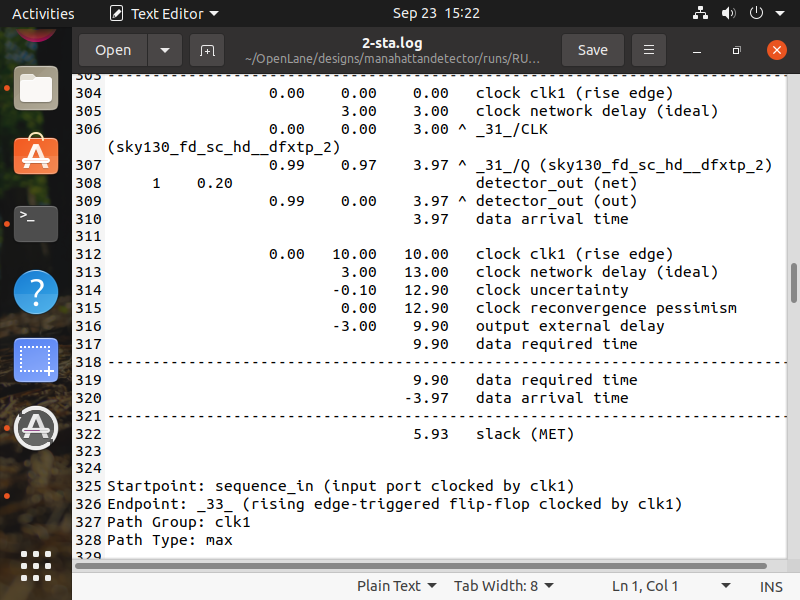 Activities Text Editor Sep 23 15:22
Open 2-sta.log Save
~/OpenLane/designs/manahattandetector/runs/RU...
303 ---------------------------------------------------------------------------
304                   0.00    0.00    0.00   clock clk1 (rise edge)
305                           3.00    3.00   clock network delay (ideal)
306                   0.00    0.00    3.00 ^ _31_/CLK
(sky130_fd_sc_hd__dfxtp_2)
307                   0.99    0.97    3.97 ^ _31_/Q (sky130_fd_sc_hd__dfxtp_2)
308      1    0.20                           detector_out (net)
309                   0.99    0.00    3.97 ^ detector_out (out)
310                                   3.97   data arrival time
311
312                   0.00   10.00   10.00   clock clk1 (rise edge)
313                           3.00   13.00   clock network delay (ideal)
314                          -0.10   12.90   clock uncertainty
315                           0.00   12.90   clock reconvergence pessimism
316                          -3.00    9.90   output external delay
317                                   9.90   data required time
318 ---------------------------------------------------------------------------
319                                   9.90   data required time
320                                  -3.97   data arrival time
321 ---------------------------------------------------------------------------
322                                   5.93   slack (MET)
323
324
325 Startpoint: sequence_in (input port clocked by clk1)
326 Endpoint: _33_ (rising edge-triggered flip-flop clocked by clk1)
327 Path Group: clk1
328 Path Type: max
329
Plain Text Tab Width: 8 Ln 1, Col 1 INS